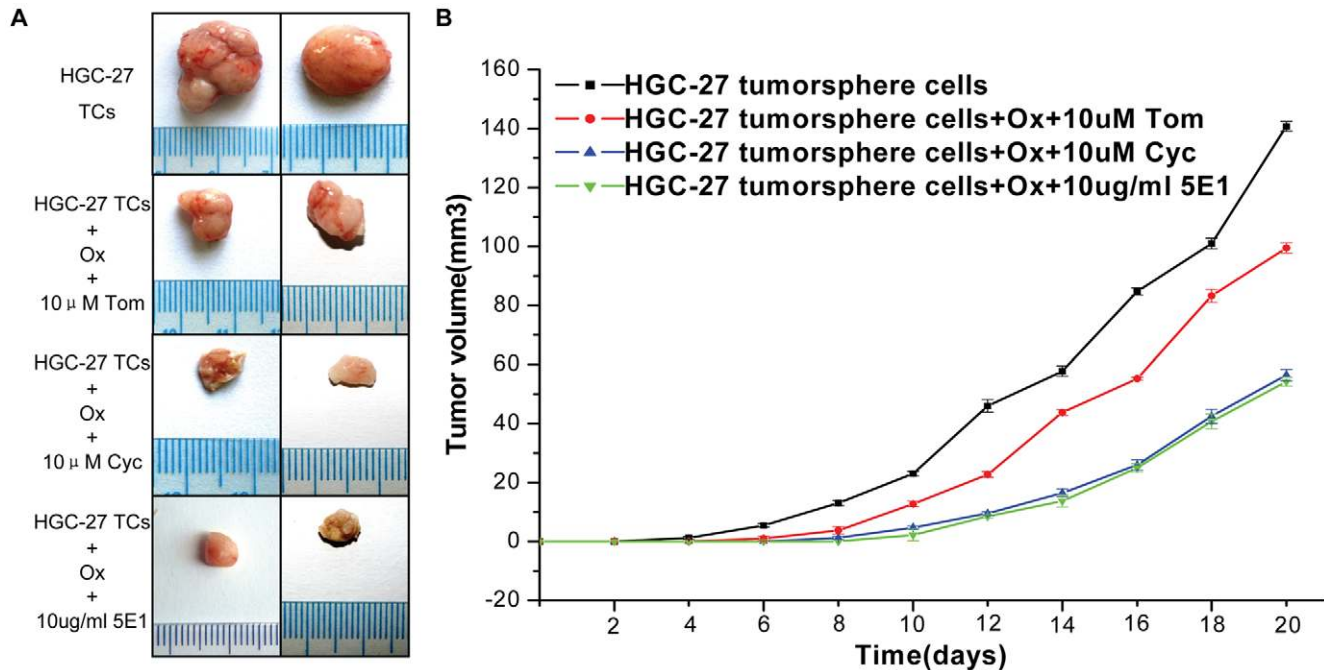 A
HGC-27
TCs
HGC-27 TCs
+
Ox
+
10 μM Tom
HGC-27 TCs
+
Ox
+
10 μM Cyc
HGC-27 TCs
+
Ox
+
10ug/ml 5E1
B
HGC-27 tumorsphere cells
HGC-27 tumorsphere cells+Ox+10uM Tom
HGC-27 tumorsphere cells+Ox+10uM Cyc
HGC-27 tumorsphere cells+Ox+10ug/ml 5E1
Tumor volume(mm3)
160
140
120
100
80
60
40
20
0
-20
2 4 6 8 10 12 14 16 18 20
Time(days)